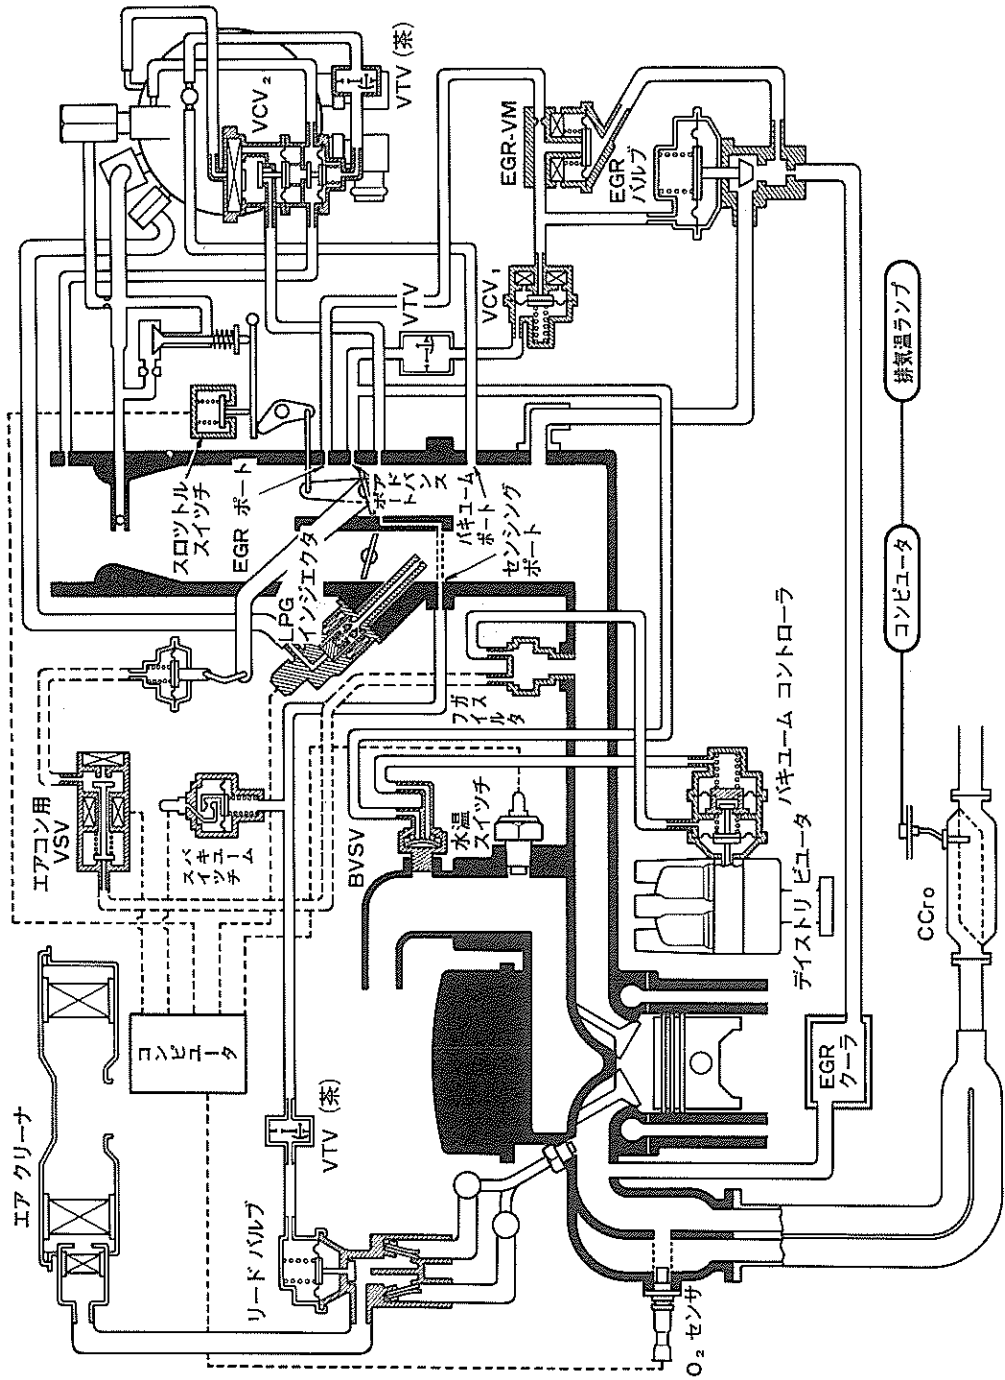 エア クリーナ
コンピュータ
リード バルブ
VTV (茶)
O₂ センサ
エアコン用
VSV
バキューム
スイッチ
BVSV
水温
スイッチ
ガス
フィルタ
LPG
インジェクタ
スロットル
スイッチ
EGR ポート
アドバンス
ポート
バキューム
ポート
センシング
ポート
VCV₂
VTV (茶)
VTV
VCV₁
EGR-VM
EGR
バルブ
ディストリ ビュータ
バキューム コントローラ
EGR
クーラ
CCro
コンピュータ
排気温ランプ